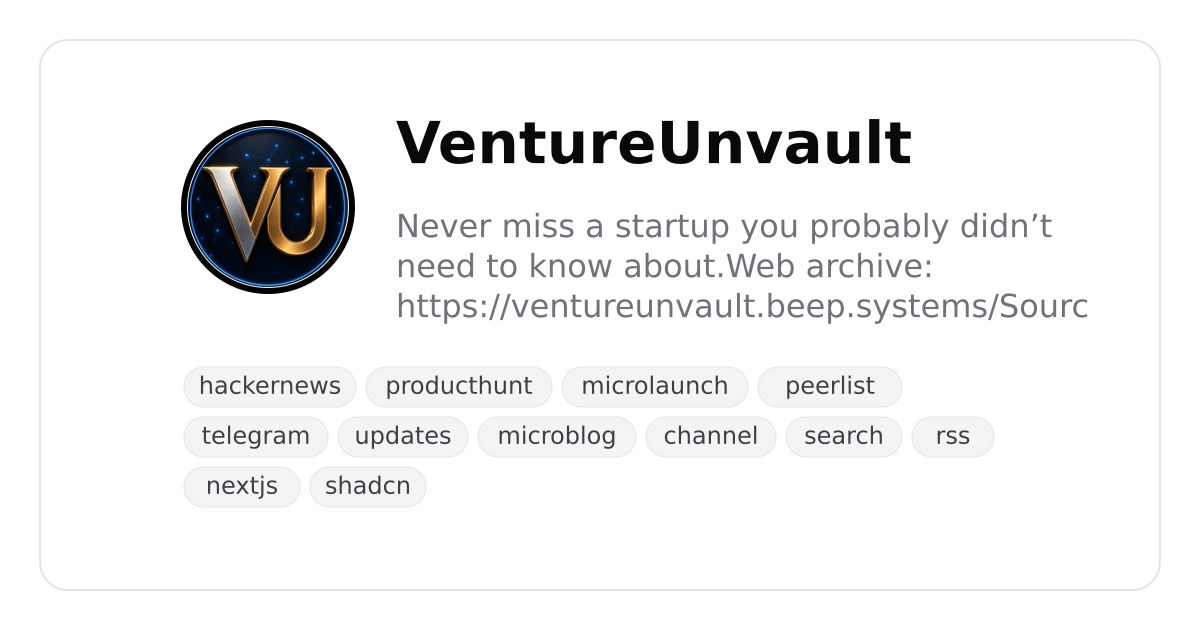 VU
VentureUnvault
Never miss a startup you probably didn’t
need to know about.Web archive:
https://ventureunvault.beep.systems/Sourc
hackernews producthunt microlaunch peerlist
telegram updates microblog channel search rss
nextjs shadcn